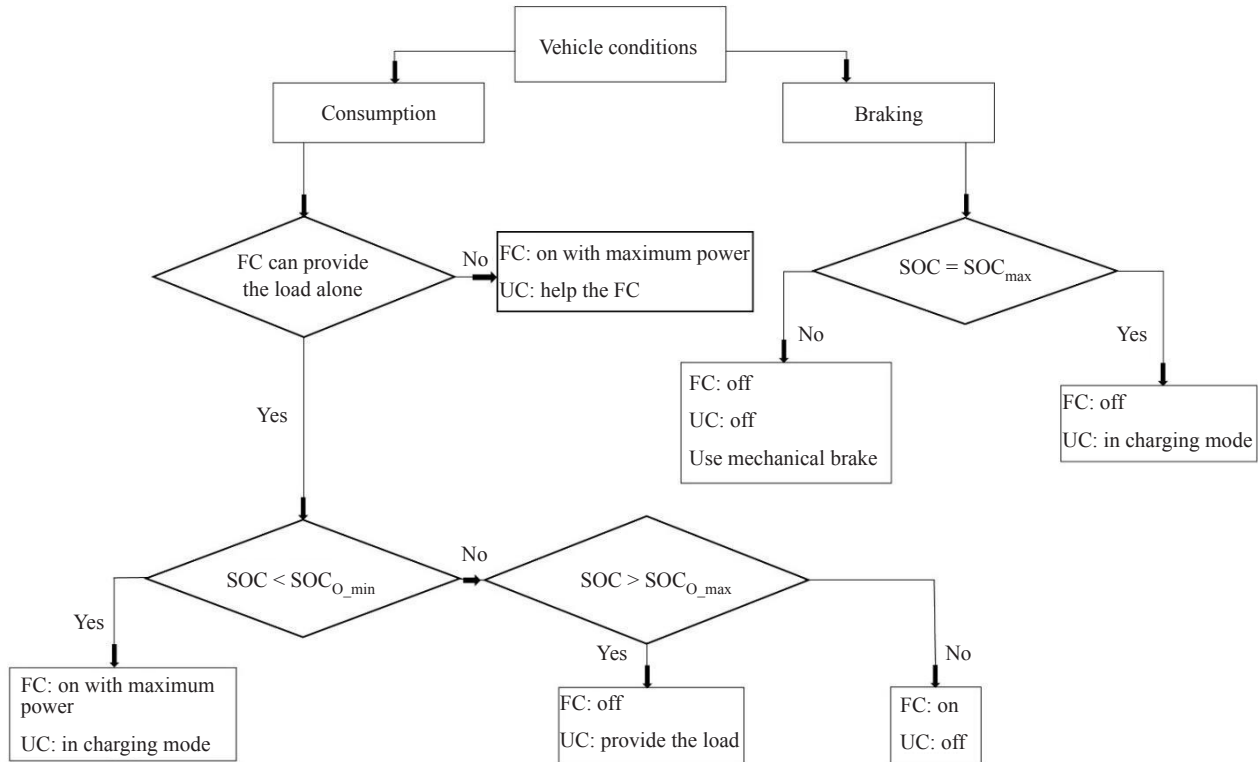 Vehicle conditions
Consumption
Braking
FC can provide
the load alone
No
FC: on with maximum power
UC: help the FC
SOC = SOCmax
No
Yes
FC: off
UC: off
Use mechanical brake
FC: off
UC: in charging mode
Yes
SOC < SOCO_min
No
SOC > SOCO_max
Yes
Yes
No
FC: on with maximum
power
UC: in charging mode
FC: off
UC: provide the load
FC: on
UC: off